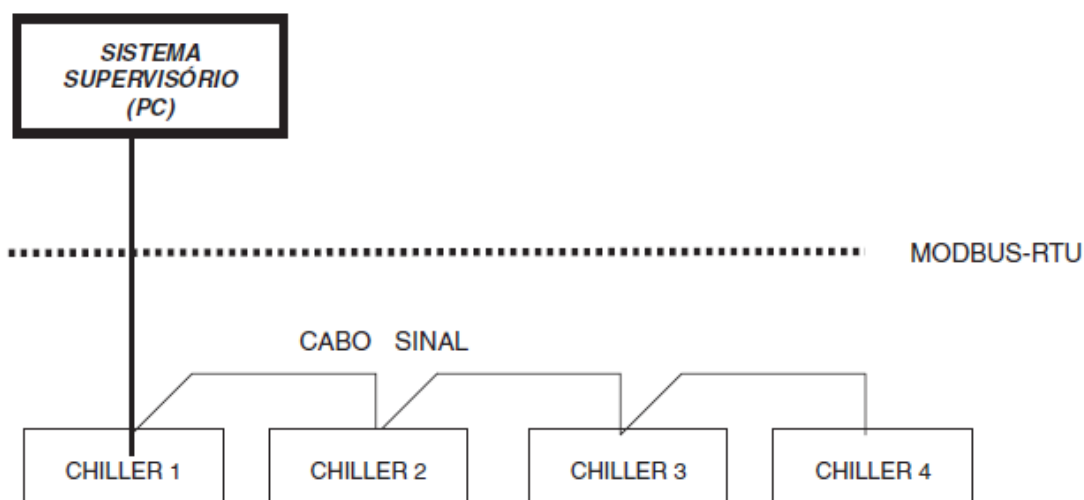 SISTEMA
SUPERVISÓRIO
(PC)
MODBUS-RTU
CABO SINAL
CHILLER 1
CHILLER 2
CHILLER 3
CHILLER 4